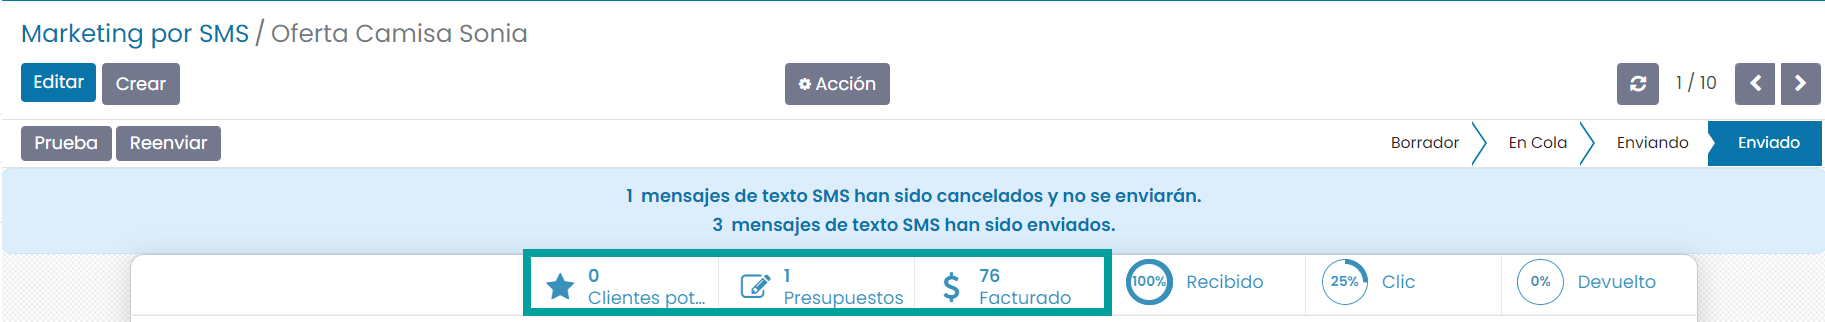 Marketing por SMS / Oferta Camisa Sonia
Editar Crear Acción 1 / 10
Prueba Reenviar Borrador En Cola Enviando Enviado
1 mensajes de texto SMS han sido cancelados y no se enviarán.
3 mensajes de texto SMS han sido enviados.
0 Clientes pot...
1 Presupuestos
76 Facturado
100% Recibido
25% Clic
0% Devuelto